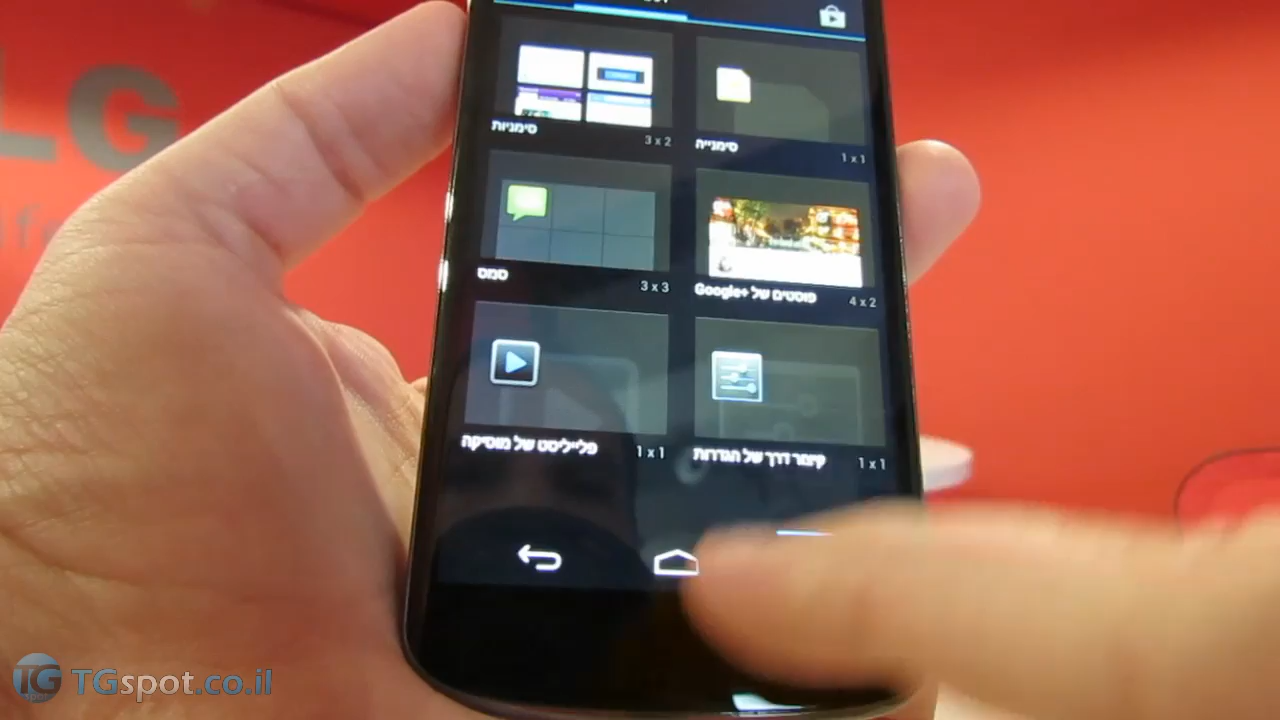 LG
סימניות
3 x 2
סימנייה
1 x 1
סמס
3 x 3
פוסטים של Google+
4 x 2
פלייליסט של מוסיקה
1 x 1
קיצור דרך של הגדרות
1 x 1
TG TGspot.co.il